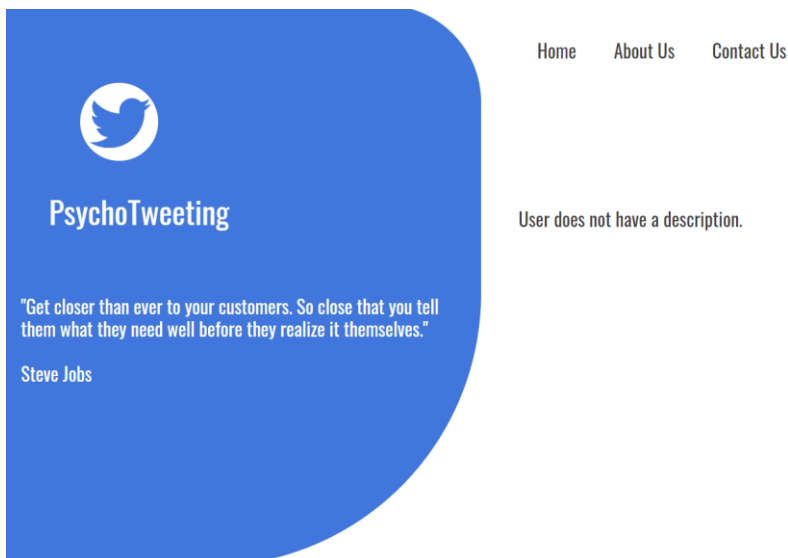 Home About Us Contact Us
PsychoTweeting
User does not have a description.
"Get closer than ever to your customers. So close that you tell
them what they need well before they realize it themselves."
Steve Jobs